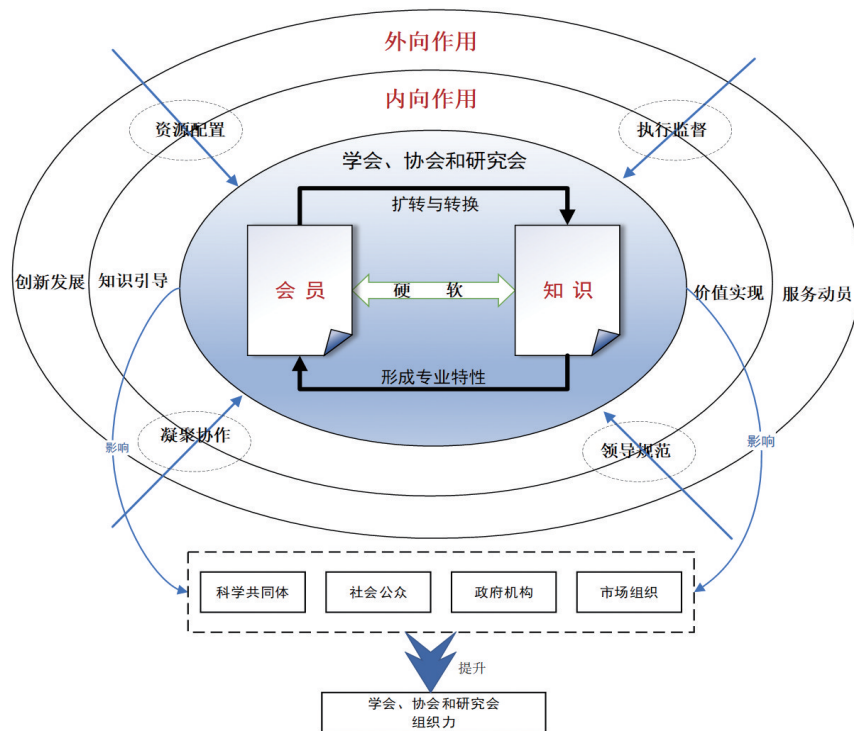 外向作用
内向作用
资源配置
执行监督
学会、协会和研究会
扩转与转换
创新发展
知识引导
会员
硬 软
知识
价值实现
服务动员
形成专业特性
凝聚协作
领导规范
影响
影响
科学共同体
社会公众
政府机构
市场组织
提升
学会、协会和研究会
组织力